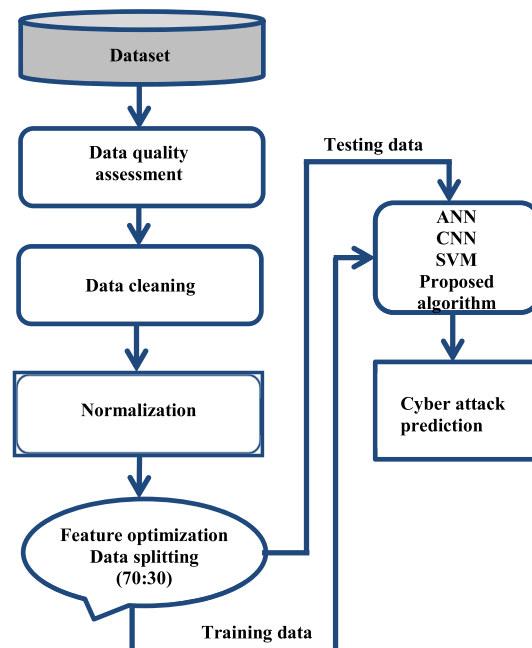 Dataset
Data quality
assessment
Data cleaning
Normalization
Feature optimization
Data splitting
(70:30)
Testing data
Training data
ANN
CNN
SVM
Proposed
algorithm
Cyber attack
prediction